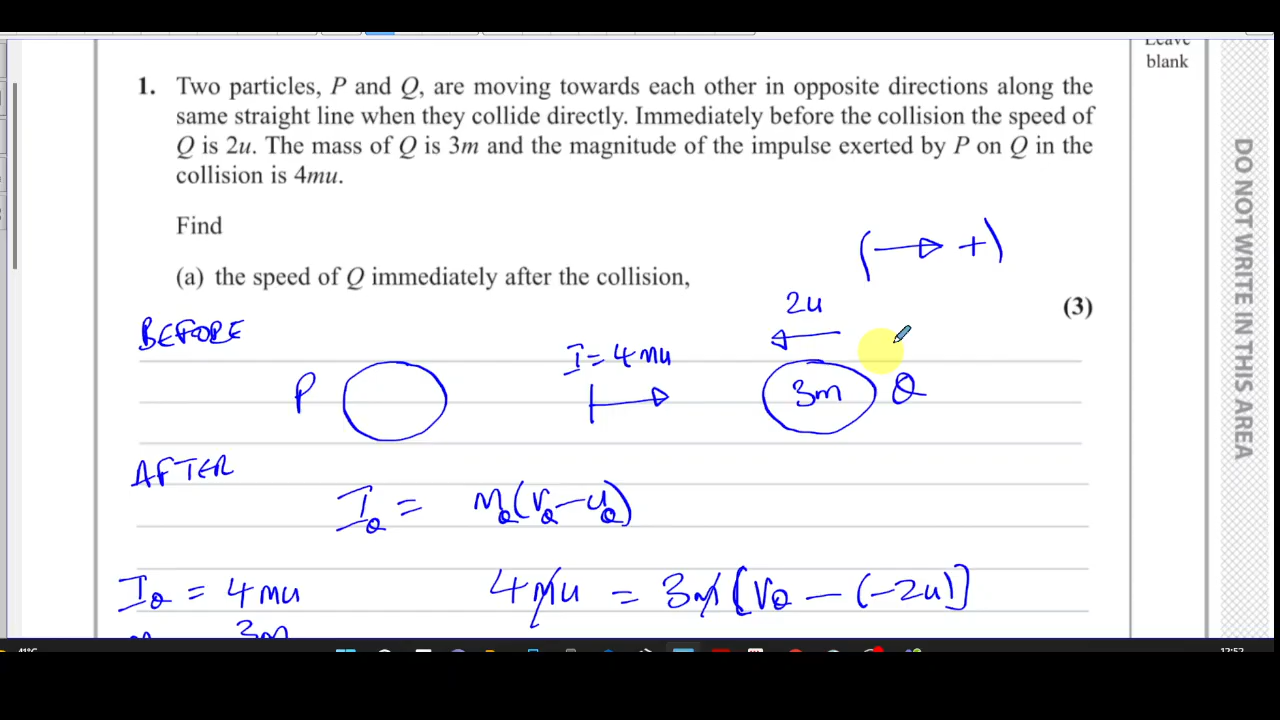 Leave
blank
1. Two particles, P and Q, are moving towards each other in opposite directions along the
same straight line when they collide directly. Immediately before the collision the speed of
Q is 2u. The mass of Q is 3m and the magnitude of the impulse exerted by P on Q in the
collision is 4mu.
Find
(→ +)
(a) the speed of Q immediately after the collision,
(3)
2u
BEFORE
I = 4mu
P
3m Q
AFTER
I_Q = m_Q(v_Q - u_Q)
I_Q = 4mu
4mu = 3m[v_Q - (-2u)]
3m
41°C
DO NOT WRITE IN THIS AREA